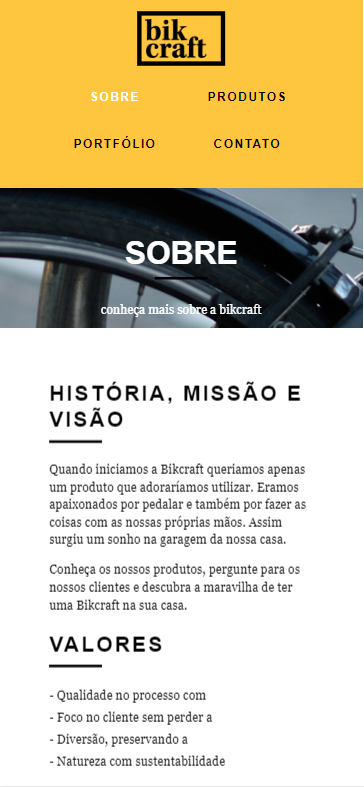 bik
craft
SOBRE
PRODUTOS
PORTFÓLIO
CONTATO
SOBRE
conheça mais sobre a bikcraft
HISTÓRIA, MISSÃO E
VISÃO
Quando iniciamos a Bikcraft queriamos apenas
um produto que adoraríamos utilizar. Eramos
apaixonados por pedalar e também por fazer as
coisas com as nossas próprias mãos. Assim
surgiu um sonho na garagem da nossa casa.
Conheça os nossos produtos, pergunte para os
nossos clientes e descubra a maravilha de ter
uma Bikcraft na sua casa.
VALORES
- Qualidade no processo com
- Foco no cliente sem perder a
- Diversão, preservando a
- Natureza com sustentabilidade